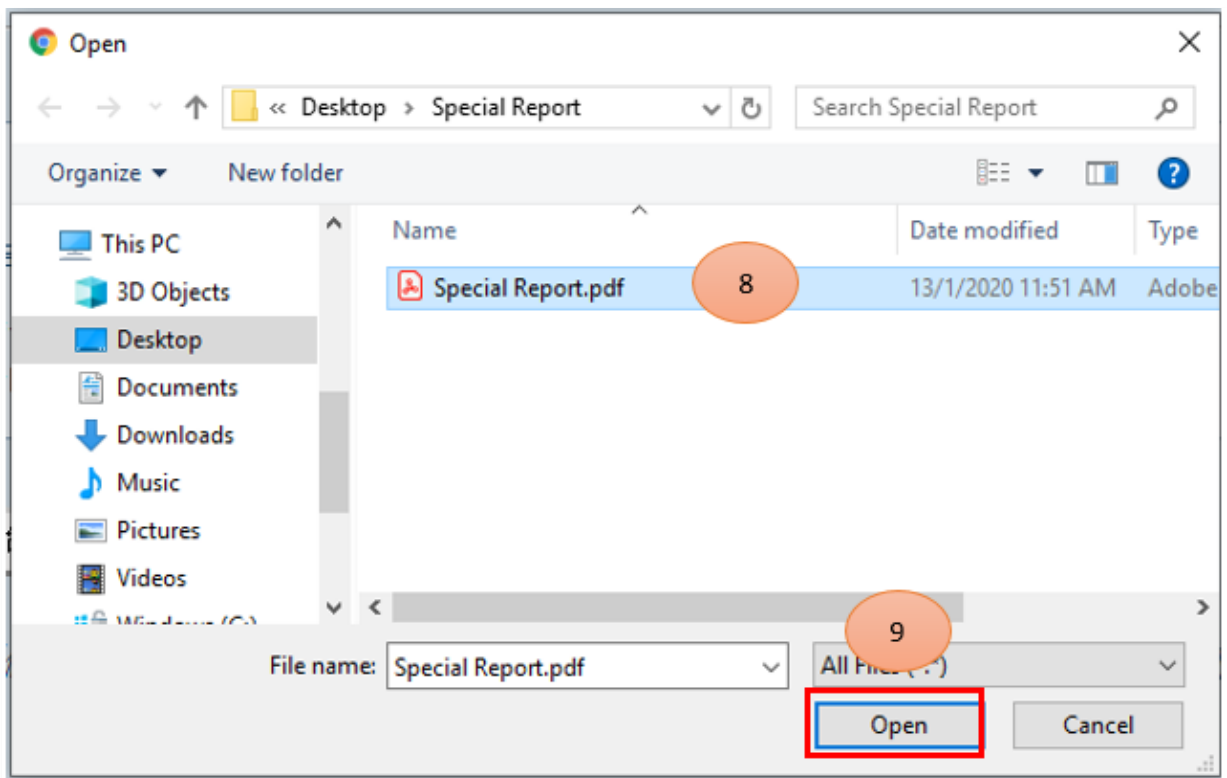 Open
« Desktop > Special Report
Search Special Report
Organize
New folder
Name
Date modified
Type
This PC
3D Objects
Desktop
Documents
Downloads
Music
Pictures
Videos
Special Report.pdf
8
13/1/2020 11:51 AM
Adobe
9
File name:
Special Report.pdf
All
Open
Cancel